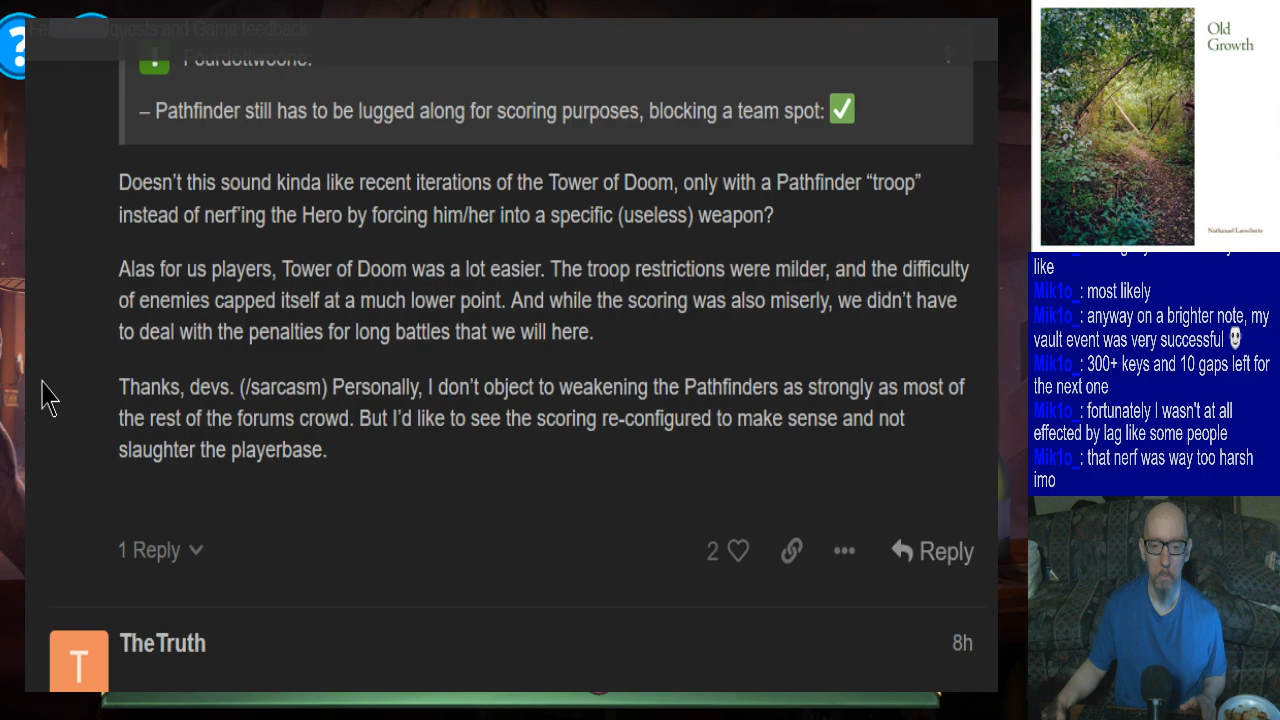 Feature Requests and Game feedback
Fourdottwoone:
– Pathfinder still has to be lugged along for scoring purposes, blocking a team spot: ✅
Doesn’t this sound kinda like recent iterations of the Tower of Doom, only with a Pathfinder “troop”
instead of nerf’ing the Hero by forcing him/her into a specific (useless) weapon?
Alas for us players, Tower of Doom was a lot easier. The troop restrictions were milder, and the difficulty
of enemies capped itself at a much lower point. And while the scoring was also miserly, we didn’t have
to deal with the penalties for long battles that we will here.
Thanks, devs. (/sarcasm) Personally, I don’t object to weakening the Pathfinders as strongly as most of
the rest of the forums crowd. But I’d like to see the scoring re-configured to make sense and not
slaughter the playerbase.
1 Reply
2
Reply
T
TheTruth
8h
Old
Growth
Nathanael Larochette
like
Mik1o_: most likely
Mik1o_: anyway on a brighter note, my
vault event was very successful
Mik1o_: 300+ keys and 10 gaps left for
the next one
Mik1o_: fortunately I wasn't at all
effected by lag like some people
Mik1o_: that nerf was way too harsh
imo